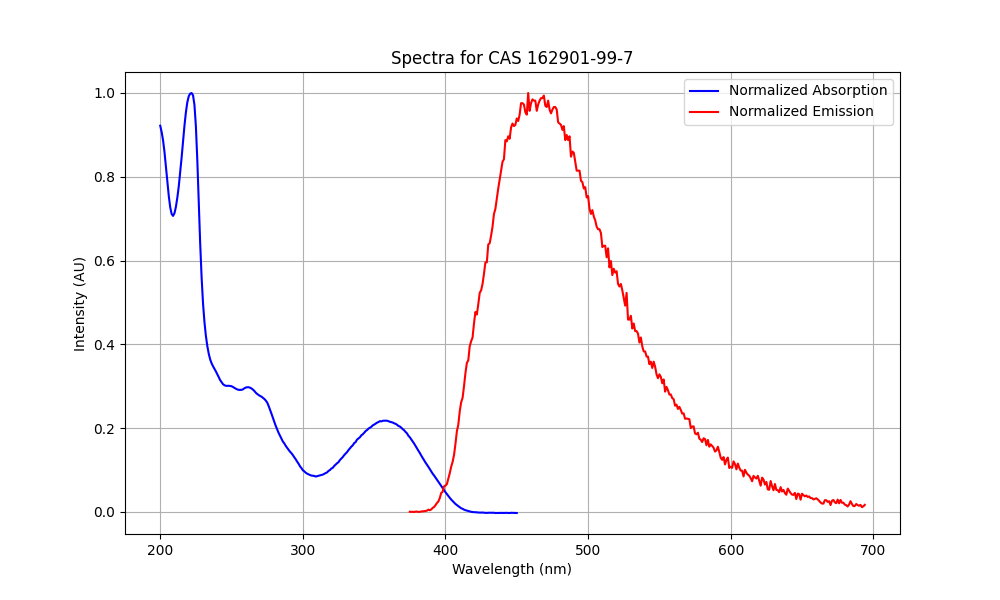 Spectra for CAS 162901-99-7
Normalized Absorption
Normalized Emission
1.0
0.8
0.6
0.4
0.2
0.0
Intensity (AU)
200 300 400 500 600 700
Wavelength (nm)